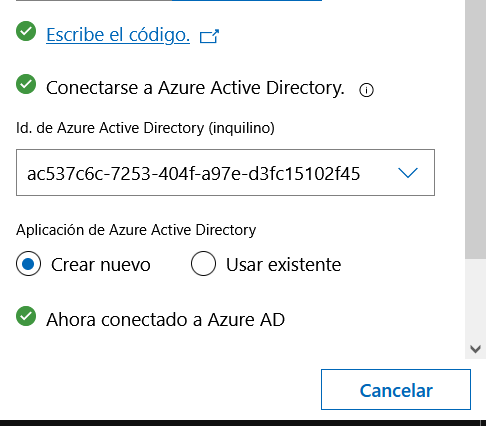 Escribe el código.
Conectarse a Azure Active Directory.
Id. de Azure Active Directory (inquilino)
ac537c6c-7253-404f-a97e-d3fc15102f45
Aplicación de Azure Active Directory
Crear nuevo Usar existente
Ahora conectado a Azure AD
Cancelar